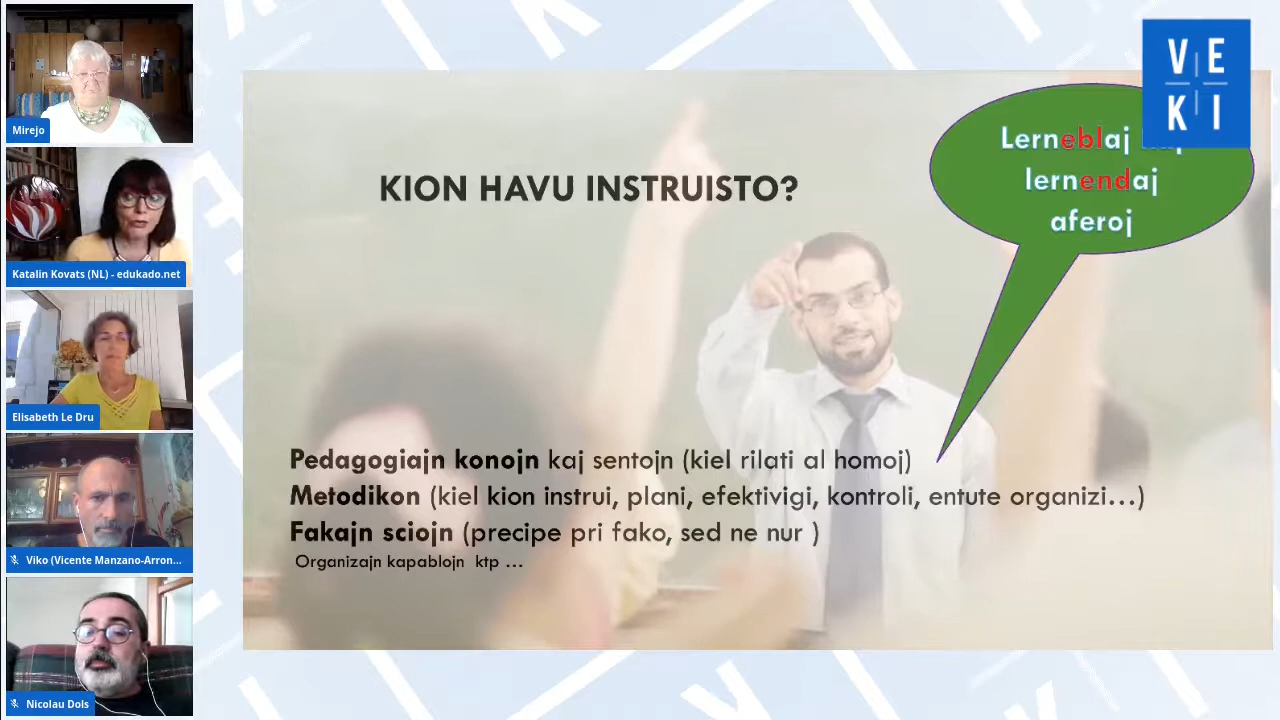 Mirejo
Katalin Kovats (NL) - edukado.net
Elisabeth Le Dru
Viko (Vicente Manzano-Arron...
Nicolau Dols
VE
KI
KION HAVU INSTRUISTO?
Lerneblaj
lernendaj
aferoj
Pedagogiajn konojn kaj sentojn (kiel rilati al homoj)
Metodikon (kiel kion instrui, plani, efektivigi, kontroli, entute organizi...)
Fakajn sciojn (precipe pri fako, sed ne nur )
Organizajn kapablojn ktp ...